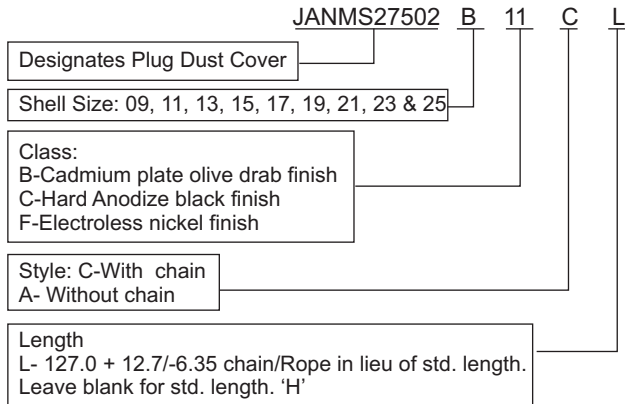 JANMS27502 B 11 C L
Designates Plug Dust Cover
Shell Size: 09, 11, 13, 15, 17, 19, 21, 23 & 25
Class:
B-Cadmium plate olive drab finish
C-Hard Anodize black finish
F-Electroless nickel finish
Style: C-With chain
A- Without chain
Length
L- 127.0 + 12.7/-6.35 chain/Rope in lieu of std. length.
Leave blank for std. length. ‘H’